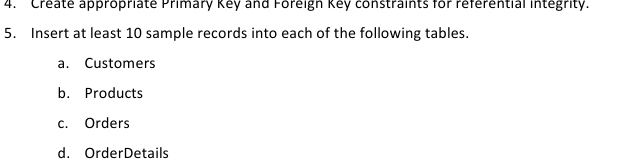 4. Create appropriate Primary Key and Foreign Key constraints for referential integrity.
5. Insert at least 10 sample records into each of the following tables.
a. Customers
b. Products
c. Orders
d. OrderDetails